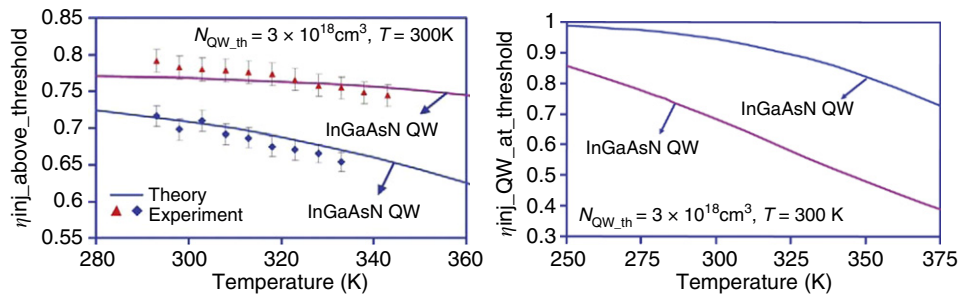 0.85
0.8
0.75
0.7
0.65
0.6
0.55
ηinj_above_threshold
N_QW_th = 3 × 10^18cm^3, T = 300K
InGaAsN QW
Theory
Experiment
InGaAsN QW
280 300 320 340 360
Temperature (K)
1
0.9
0.8
0.7
0.6
0.5
0.4
0.3
ηinj_QW_at_threshold
InGaAsN QW
InGaAsN QW
N_QW_th = 3 × 10^18cm^3, T = 300 K
250 275 300 325 350 375
Temperature (K)